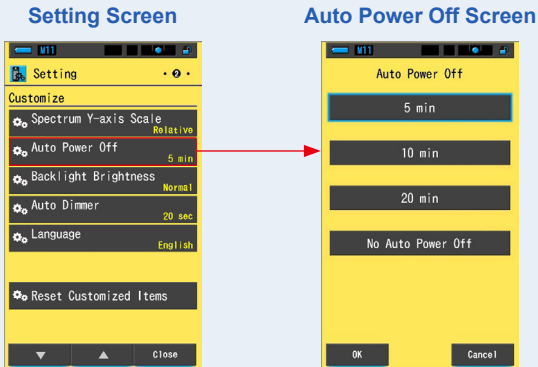 Setting Screen
M11
Setting
2
Customize
Spectrum Y-axis Scale
Relative
Auto Power Off
5 min
Backlight Brightness
Normal
Auto Dimmer
20 sec
Language
English
Reset Customized Items
Close
Auto Power Off Screen
M11
Auto Power Off
5 min
10 min
20 min
No Auto Power Off
OK
Cancel